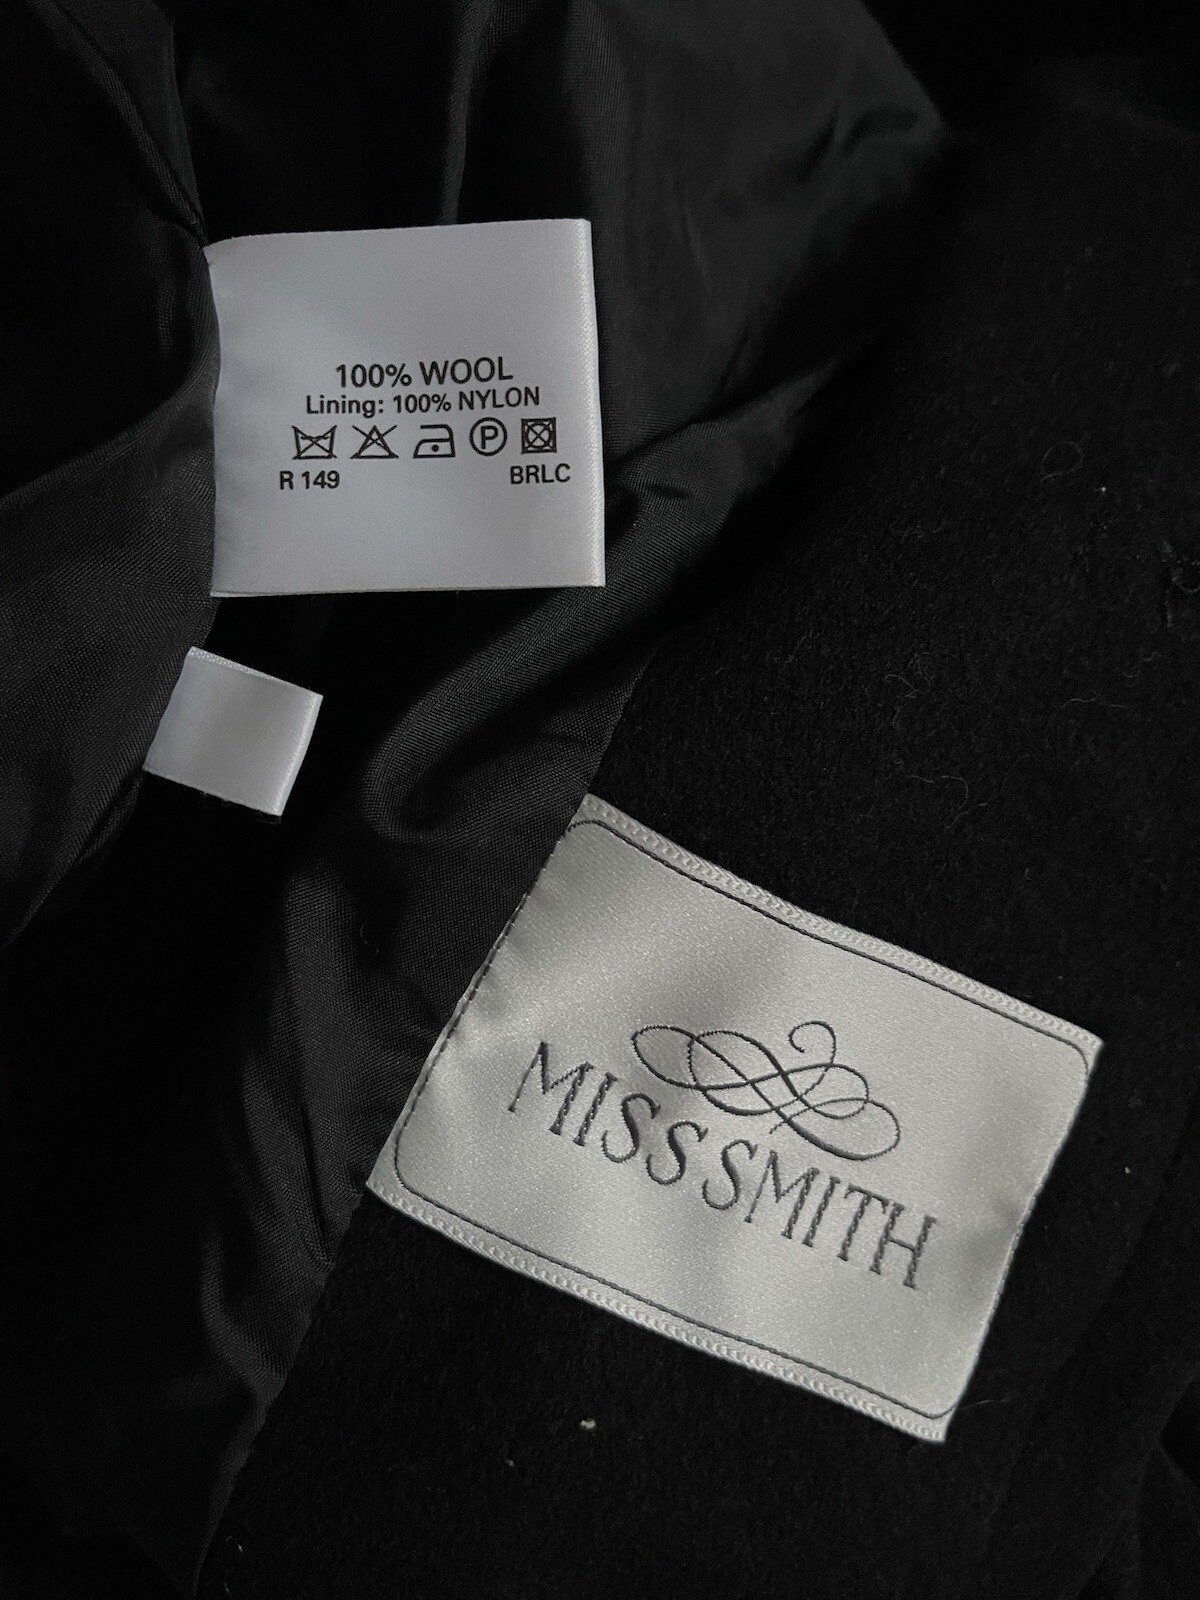 100% WOOL
Lining: 100% NYLON
P
R 149 BRLC
MISS SMITH